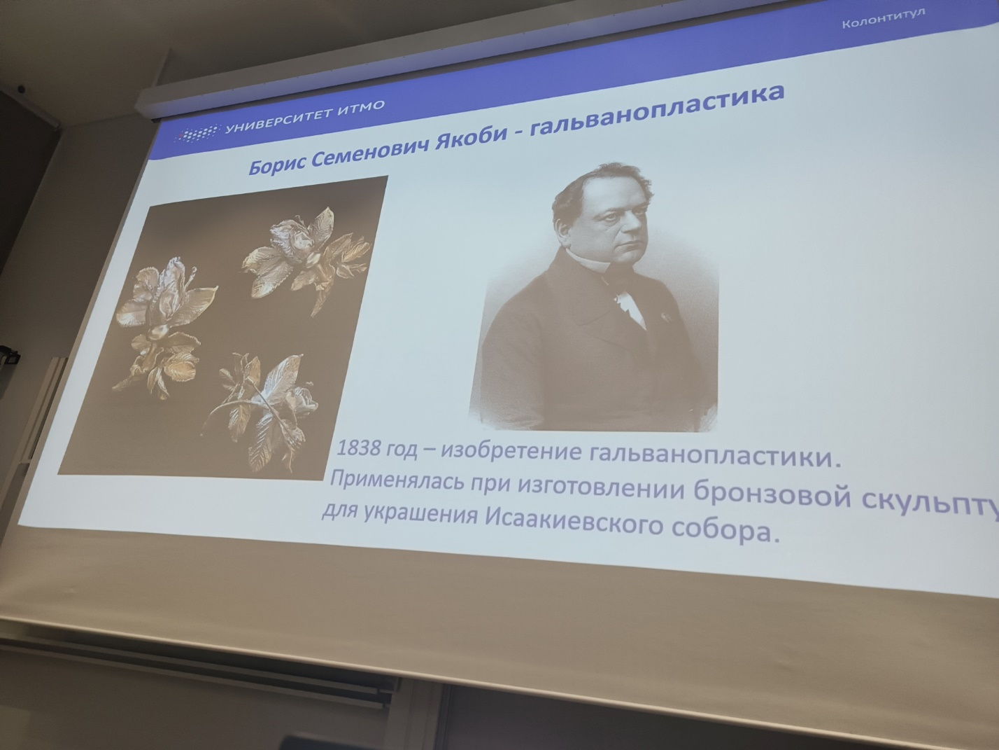 Колонтитул
УНИВЕРСИТЕТ ИТМО
Борис Семенович Якоби - гальванопластика
1838 год – изобретение гальванопластики.
Применялась при изготовлении бронзовой скульпту
для украшения Исаакиевского собора.